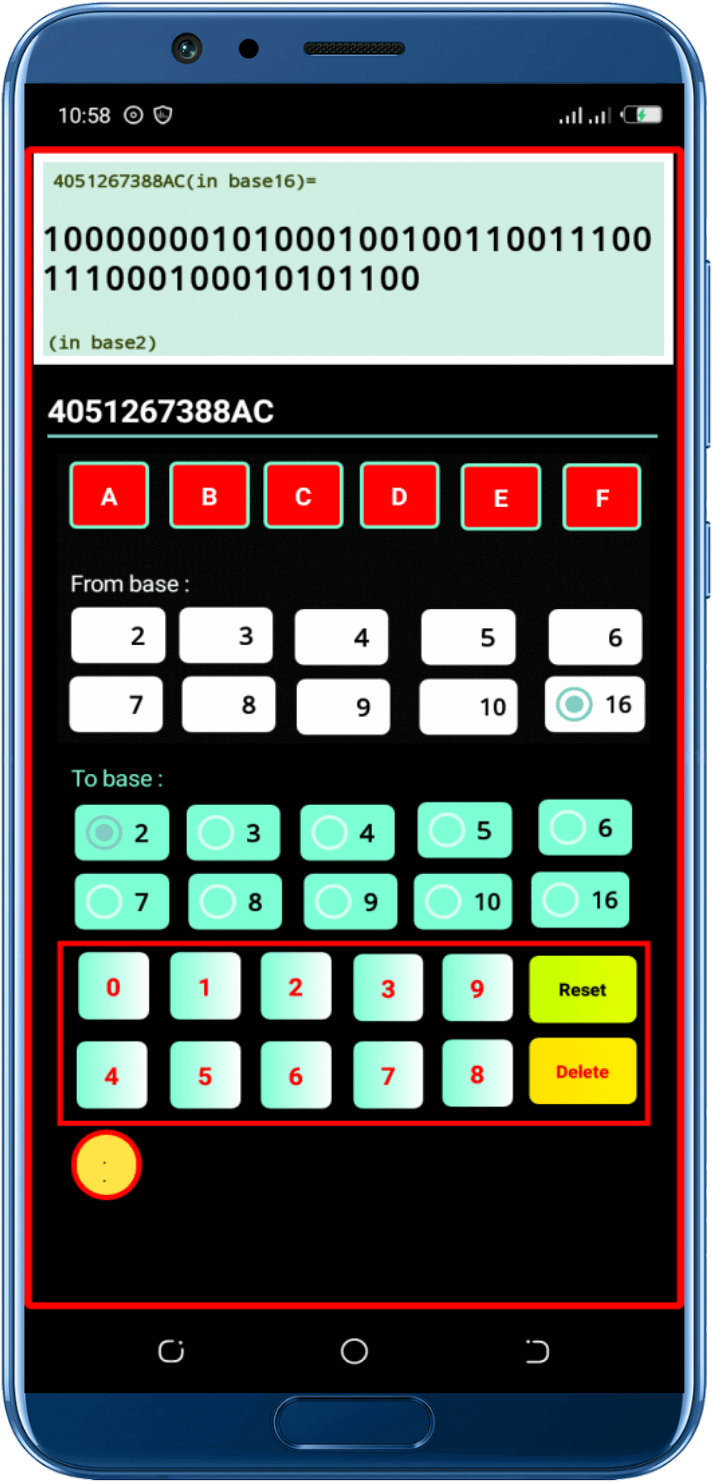 10:58
4051267388AC(in base16)=
10000000101000100100110011100
111000100010101100
(in base2)
4051267388AC
A B C D E F
From base :
2 3 4 5 6
7 8 9 10 16
To base :
2 3 4 5 6
7 8 9 10 16
0 1 2 3 9 Reset
4 5 6 7 8 Delete